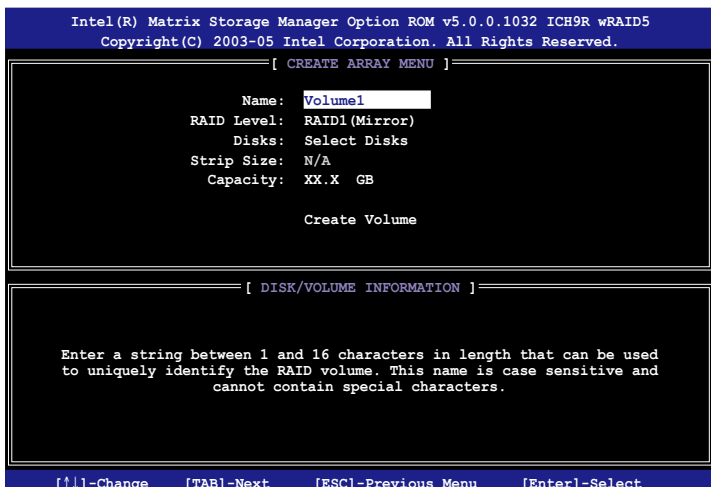 Intel(R) Matrix Storage Manager Option ROM v5.0.0.1032 ICH9R wRAID5
Copyright(C) 2003-05 Intel Corporation. All Rights Reserved.
[ CREATE ARRAY MENU ]
Name: Volume1
RAID Level: RAID1(Mirror)
Disks: Select Disks
Strip Size: N/A
Capacity: XX.X GB
Create Volume
[ DISK/VOLUME INFORMATION ]
Enter a string between 1 and 16 characters in length that can be used
to uniquely identify the RAID volume. This name is case sensitive and
cannot contain special characters.
[↑↓]-Change [TAB]-Next [ESC]-Previous Menu [Enter]-Select